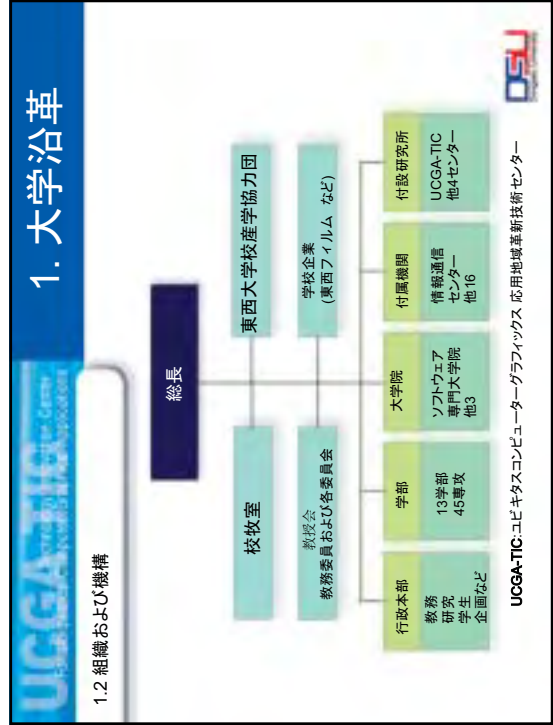 UCGA-TIC
1. 大学沿革
1.2 組織および機構
総長
校牧室
東西大学校産学協力団
教授会
教務委員および各委員会
学校企業
(東西フィルム など)
行政本部
教務
研究
学生
企画など
学部
13学部
45専攻
大学院
ソフトウェア
専門大学院
他3
付属機関
情報通信
センター
他16
付設研究所
UCGA-TIC
他4センター
UCGA-TIC:ユビキタスコンピューターグラフィックス 応用地域革新技術センター
DSU